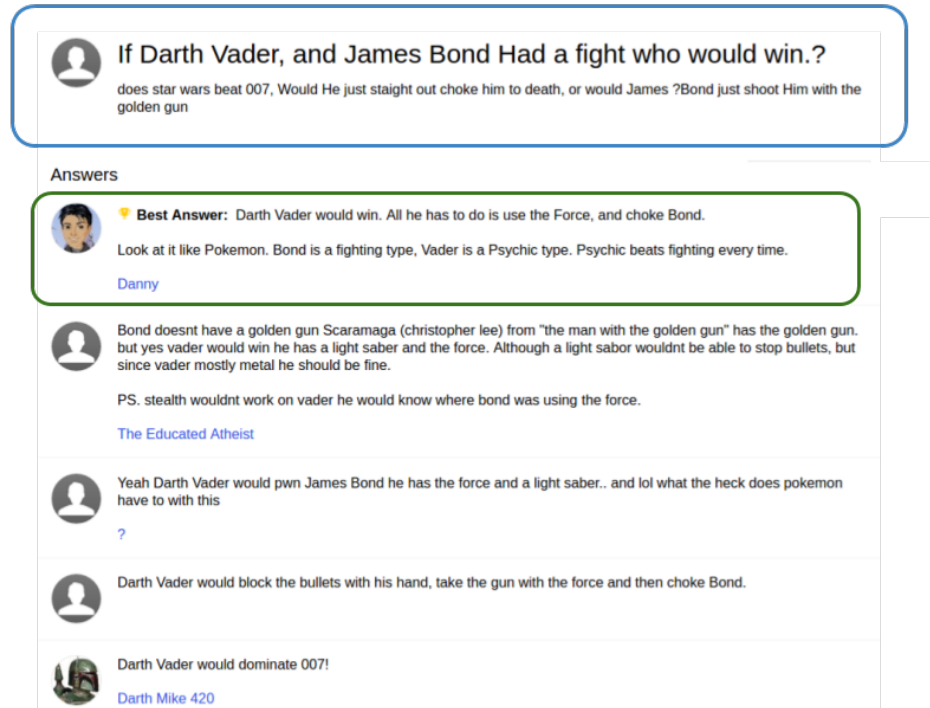 If Darth Vader, and James Bond Had a fight who would win.?
does star wars beat 007, Would He just staight out choke him to death, or would James ?Bond just shoot Him with the
golden gun
Answers
Best Answer: Darth Vader would win. All he has to do is use the Force, and choke Bond.
Look at it like Pokemon. Bond is a fighting type, Vader is a Psychic type. Psychic beats fighting every time.
Danny
Bond doesnt have a golden gun Scaramaga (christopher lee) from "the man with the golden gun" has the golden gun.
but yes vader would win he has a light saber and the force. Although a light sabor wouldnt be able to stop bullets, but
since vader mostly metal he should be fine.
PS. stealth wouldnt work on vader he would know where bond was using the force.
The Educated Atheist
Yeah Darth Vader would pwn James Bond he has the force and a light saber.. and lol what the heck does pokemon
have to with this
?
Darth Vader would block the bullets with his hand, take the gun with the force and then choke Bond.
Darth Vader would dominate 007!
Darth Mike 420